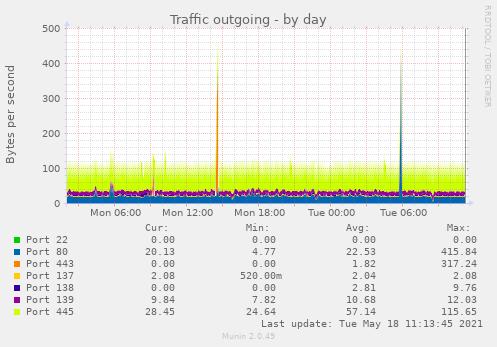 Traffic outgoing - by day
RRDTOOL / TOBI OETIKER
Bytes per second
500
400
300
200
100
0
Mon 06:00 Mon 12:00 Mon 18:00 Tue 00:00 Tue 06:00
Cur: Min: Avg: Max:
Port 22 0.00 0.00 0.00 0.00
Port 80 20.13 4.77 22.53 415.84
Port 443 0.00 0.00 1.82 317.24
Port 137 2.08 520.00m 2.04 2.08
Port 138 0.00 0.00 2.81 9.76
Port 139 9.84 7.82 10.68 12.03
Port 445 28.45 24.64 57.14 115.65
Last update: Tue May 18 11:13:45 2021
Munin 2.0.49